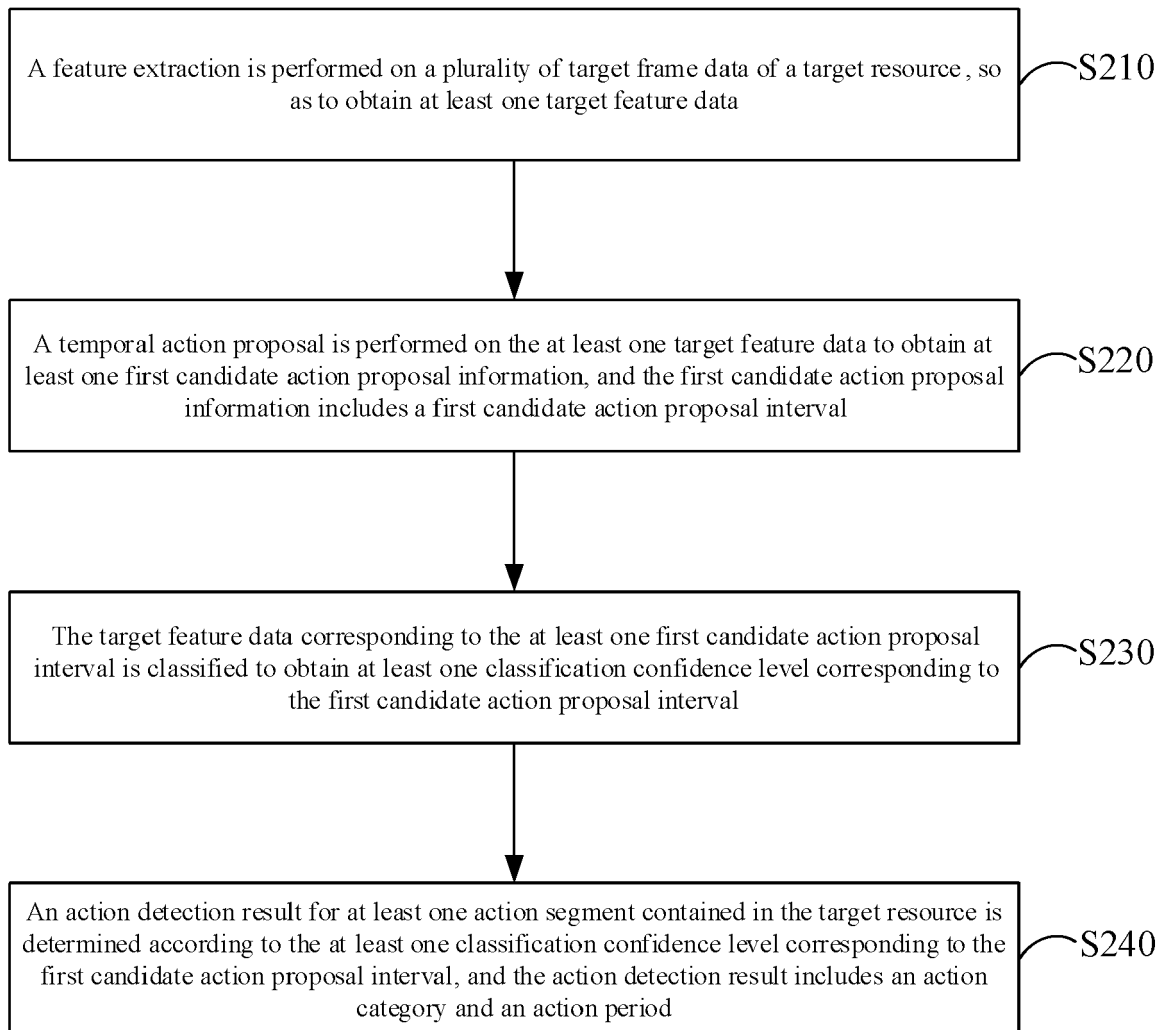 A feature extraction is performed on a plurality of target frame data of a target resource, so
as to obtain at least one target feature data
S210
A temporal action proposal is performed on the at least one target feature data to obtain at
least one first candidate action proposal information, and the first candidate action proposal
information includes a first candidate action proposal interval
S220
The target feature data corresponding to the at least one first candidate action proposal
interval is classified to obtain at least one classification confidence level corresponding to
the first candidate action proposal interval
S230
An action detection result for at least one action segment contained in the target resource is
determined according to the at least one classification confidence level corresponding to the
first candidate action proposal interval, and the action detection result includes an action
category and an action period
S240